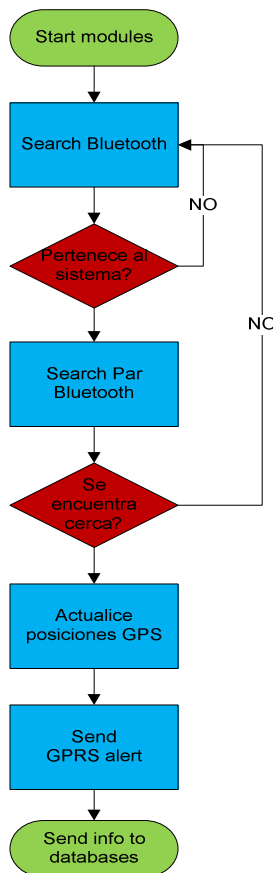 Start modules
Search Bluetooth
NO
Pertenece al
sistema?
NO
Search Par
Bluetooth
Se
encuentra
cerca?
Actualice
posiciones GPS
Send
GPRS alert
Send info to
databases